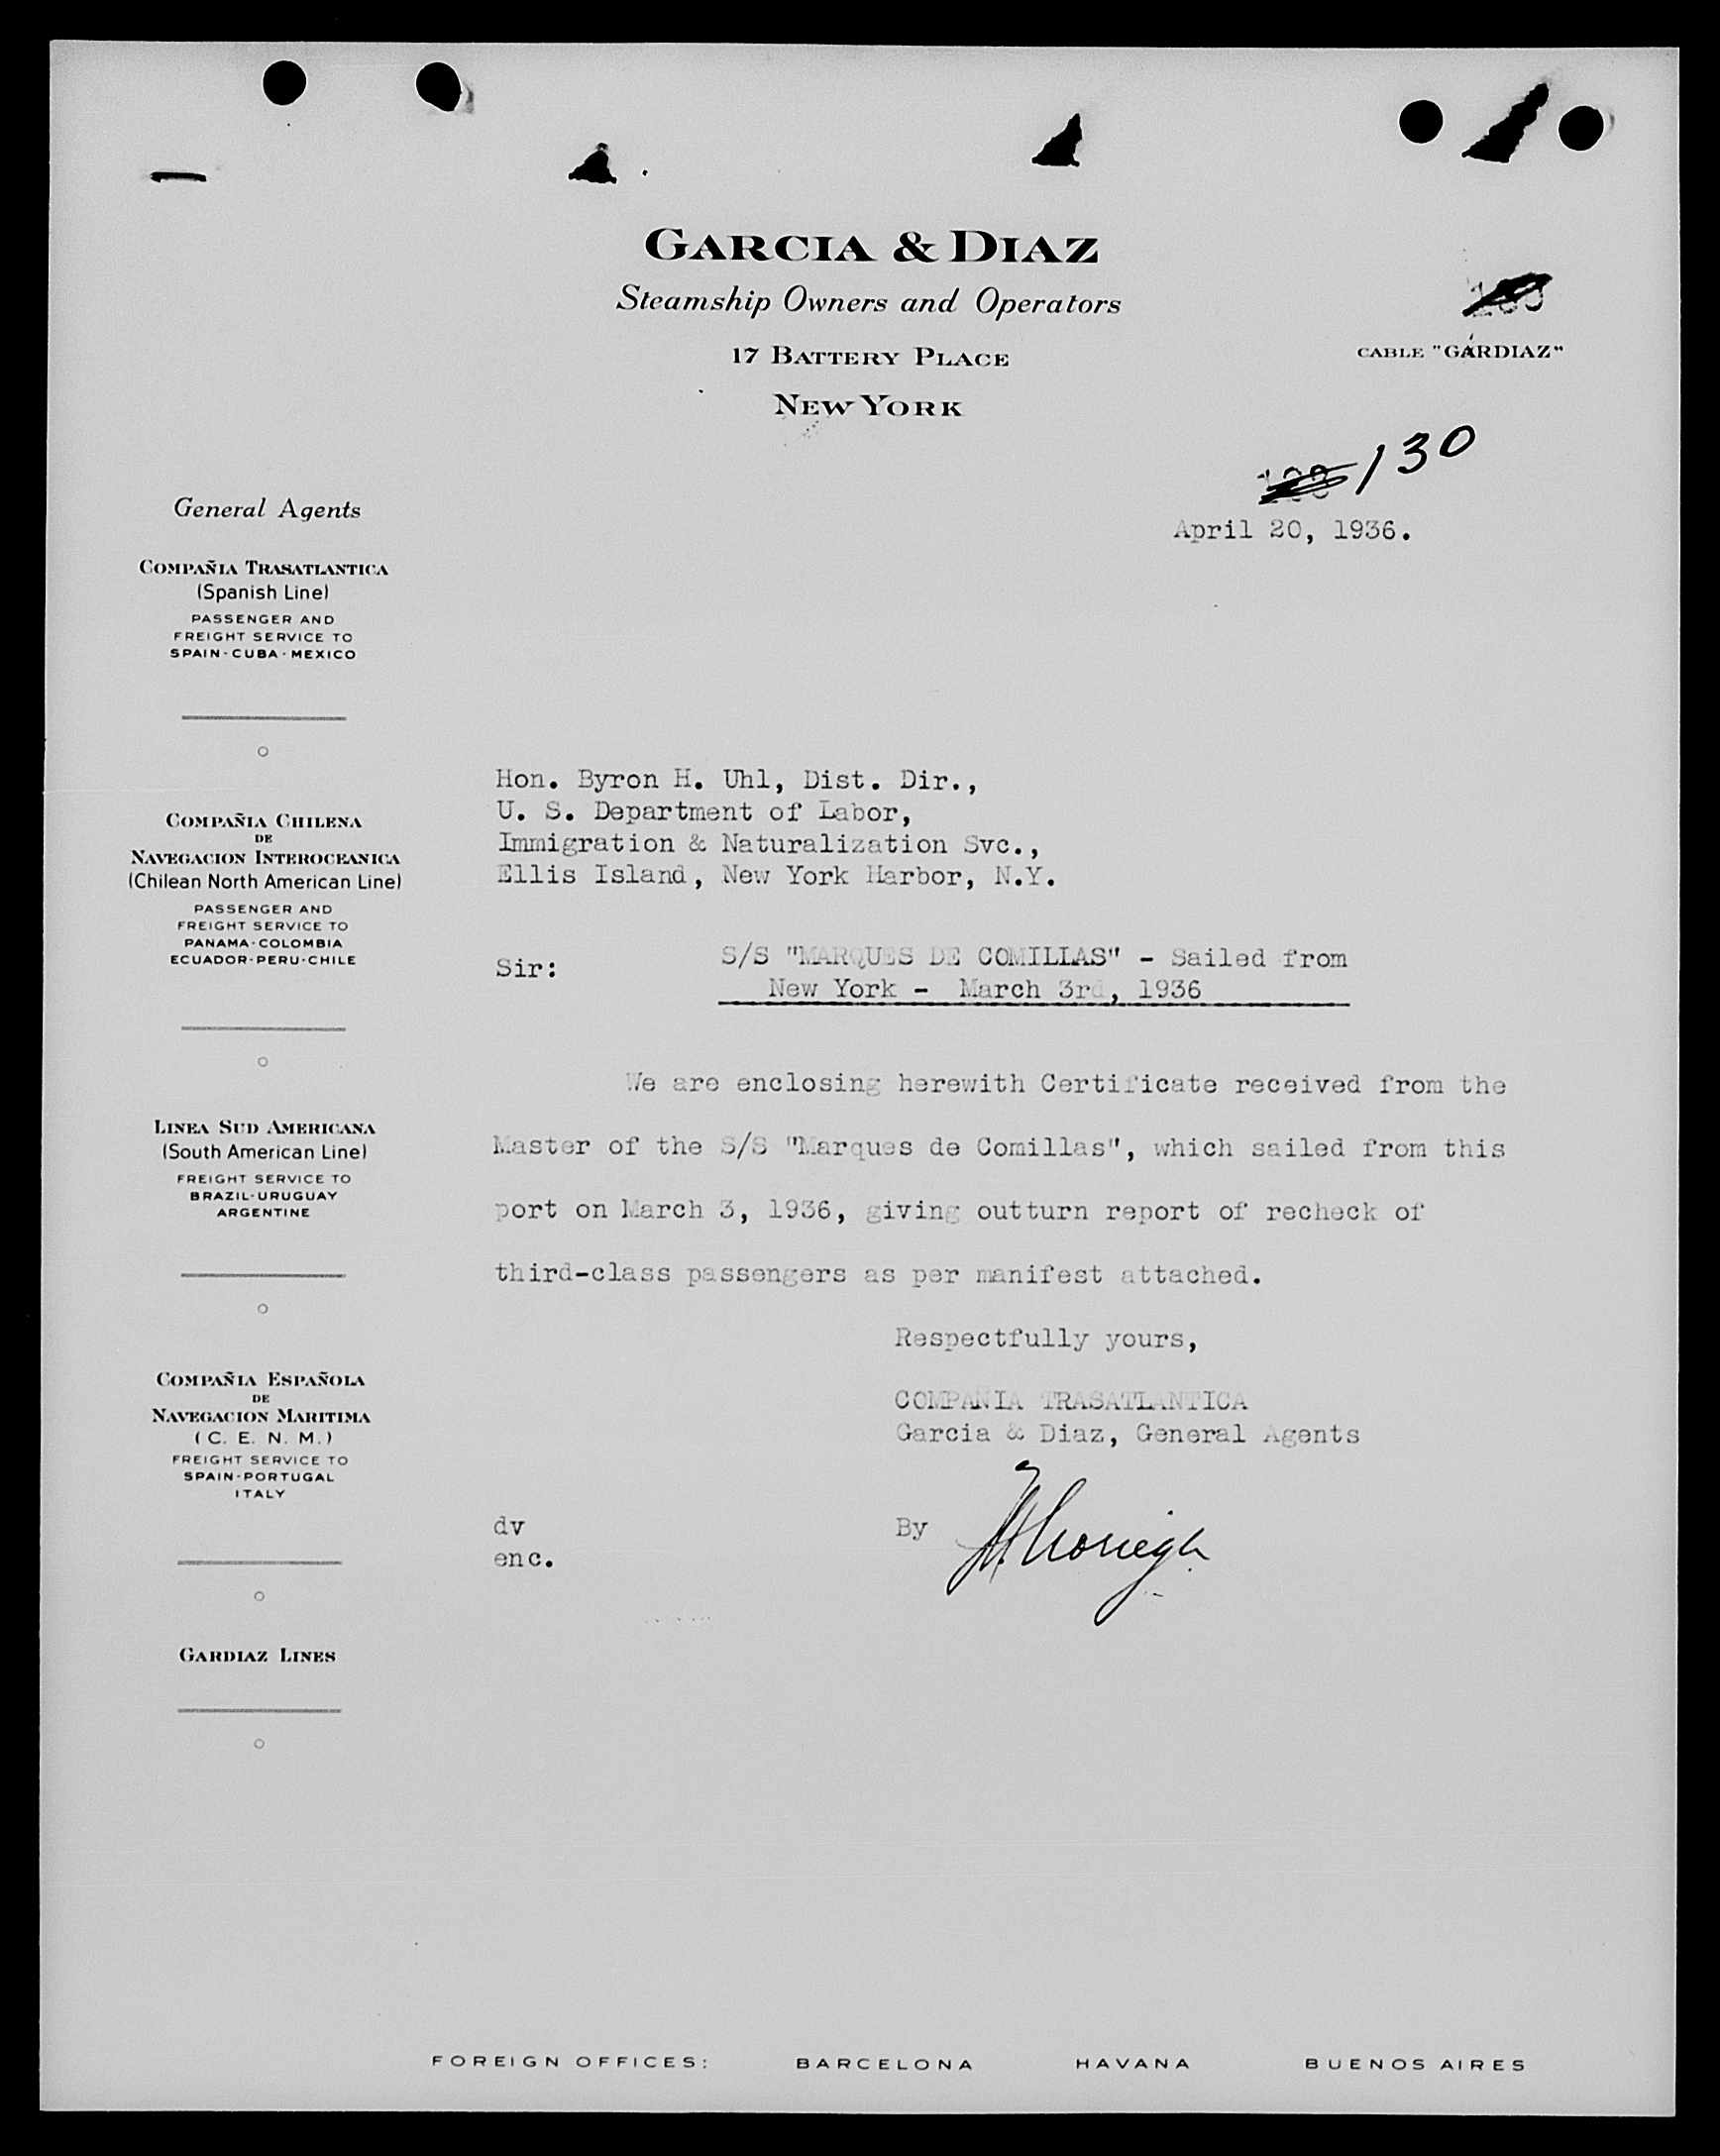 GARCIA & DIAZ
Steamship Owners and Operators
17 BATTERY PLACE
NEW YORK
CABLE "GARDIAZ"
130
April 20, 1936.
General Agents
COMPAÑIA TRASATLANTICA
(Spanish Line)
PASSENGER AND
FREIGHT SERVICE TO
SPAIN-CUBA-MEXICO
COMPAÑIA CHILENA
DE
NAVEGACION INTEROCEANICA
(Chilean North American Line)
PASSENGER AND
FREIGHT SERVICE TO
PANAMA-COLOMBIA
ECUADOR-PERU-CHILE
LINEA SUD AMERICANA
(South American Line)
FREIGHT SERVICE TO
BRAZIL-URUGUAY
ARGENTINE
COMPAÑIA ESPAÑOLA
DE
NAVEGACION MARITIMA
(C. E. N. M.)
FREIGHT SERVICE TO
SPAIN-PORTUGAL
ITALY
GARDIAZ LINES
Hon. Byron H. Uhl, Dist. Dir.,
U. S. Department of Labor,
Immigration & Naturalization Svc.,
Ellis Island, New York Harbor, N.Y.
Sir:
S/S "MARQUES DE COMILLAS" - Sailed from
New York - March 3rd, 1936
We are enclosing herewith Certificate received from the
Master of the S/S "Marques de Comillas", which sailed from this
port on March 3, 1936, giving outturn report of recheck of
third-class passengers as per manifest attached.
Respectfully yours,
COMPANIA TRASATLANTICA
Garcia & Diaz, General Agents
By
dv
enc.
FOREIGN OFFICES: BARCELONA HAVANA BUENOS AIRES